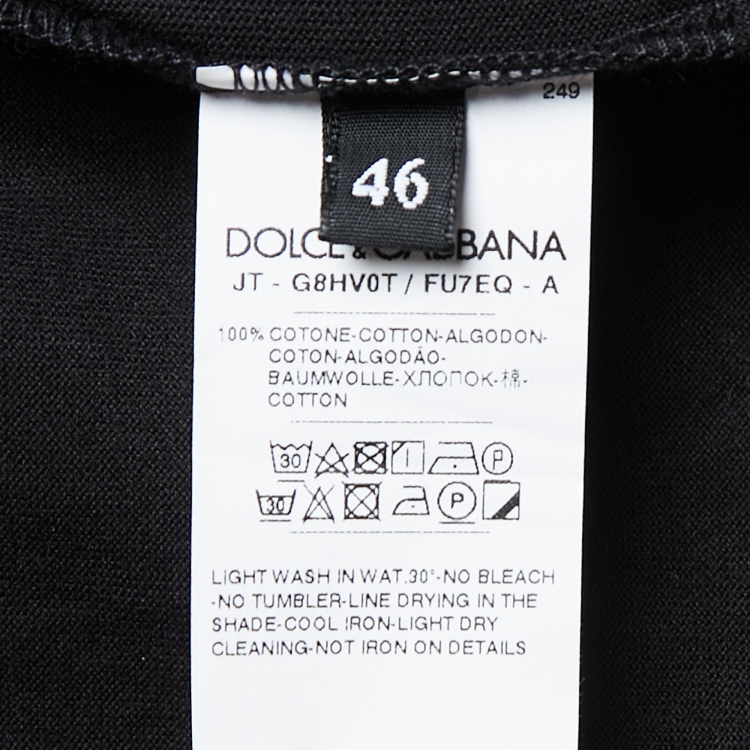 249
46
DOLCE & GABBANA
JT - G8HV0T / FU7EQ - A
100% COTONE-COTTON-ALGODON-
COTON-ALGODÃO-
BAUMWOLLE-ХЛОПОК-棉-
COTTON
30 P
30 P
LIGHT WASH IN WAT.30°-NO BLEACH
-NO TUMBLER-LINE DRYING IN THE
SHADE-COOL IRON-LIGHT DRY
CLEANING-NOT IRON ON DETAILS